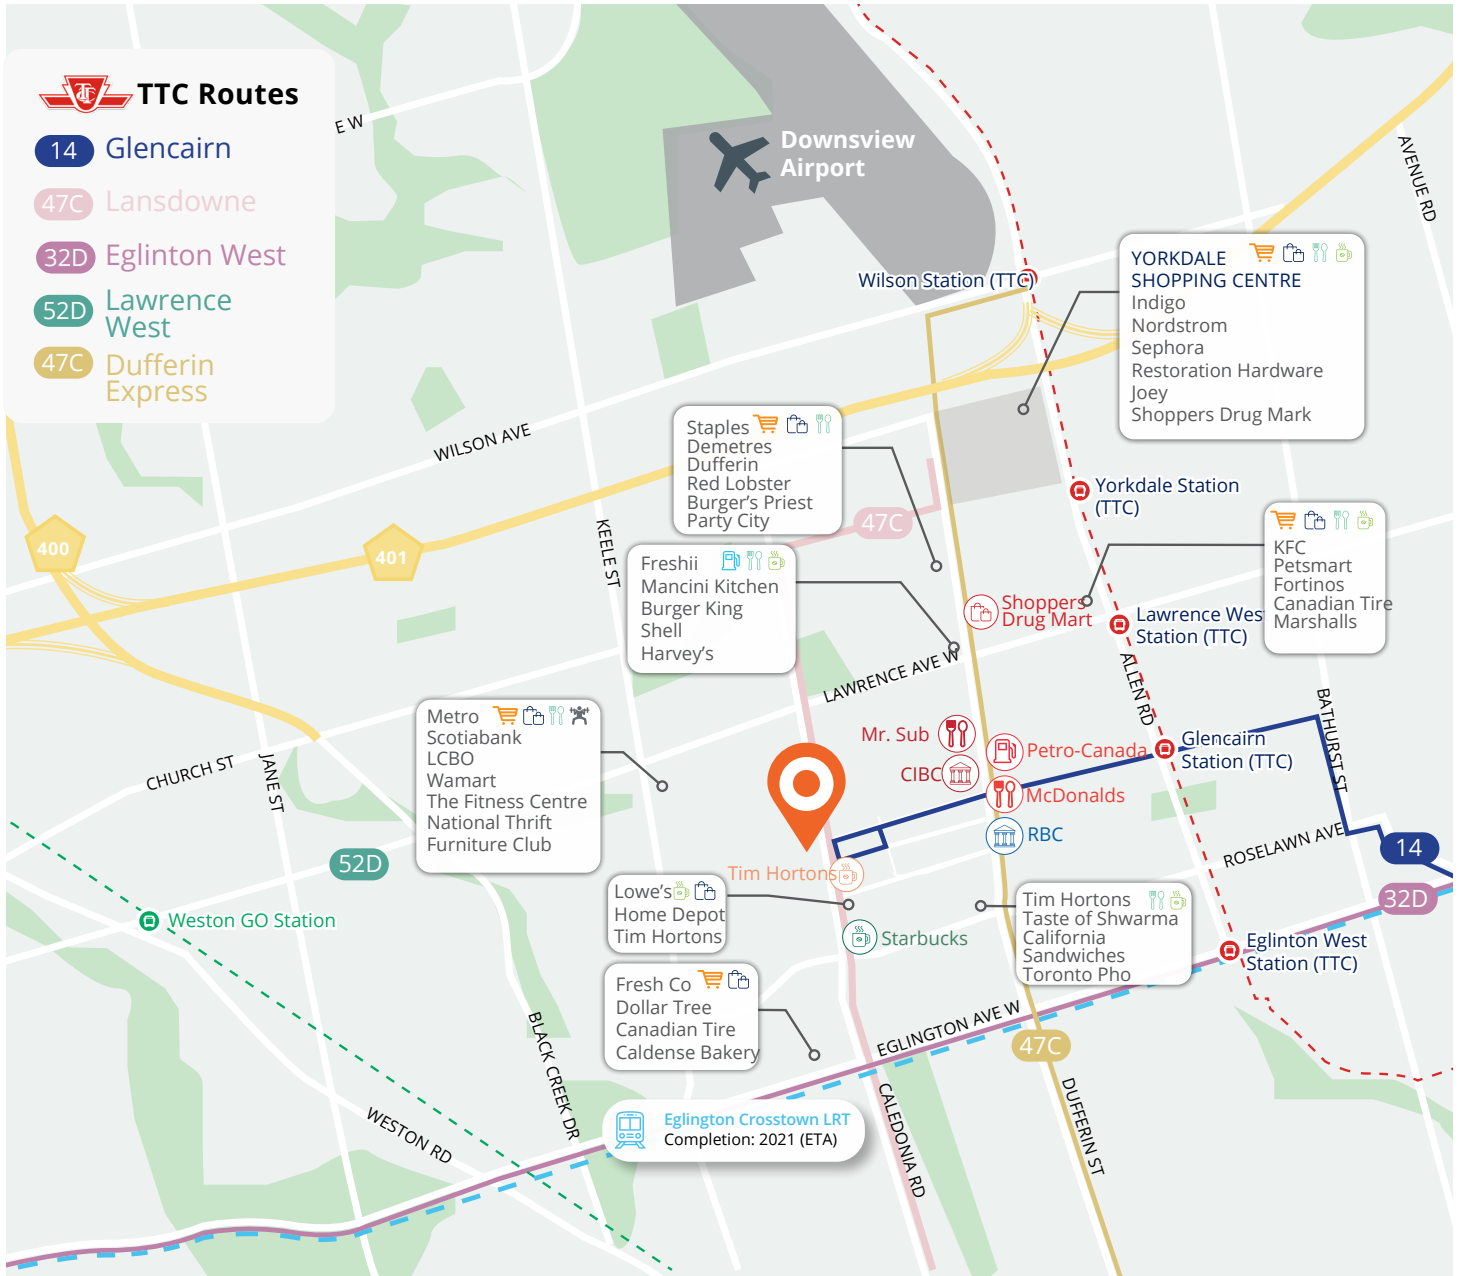 TTC Routes
14 Glencairn
47C Lansdowne
32D Eglinton West
52D Lawrence
West
47C Dufferin
Express
E W
Downsview
Airport
AVENUE RD
Wilson Station (TTC)
YORKDALE
SHOPPING CENTRE
Indigo
Nordstrom
Sephora
Restoration Hardware
Joey
Shoppers Drug Mark
WILSON AVE
Staples
Demetres
Dufferin
Red Lobster
Burger's Priest
Party City
Yorkdale Station
(TTC)
47C
400
401
KEELE ST
Freshii
Mancini Kitchen
Burger King
Shell
Harvey's
KFC
Petsmart
Fortinos
Canadian Tire
Marshalls
Shoppers
Drug Mart
Lawrence Wes
Station (TTC)
LAWRENCE AVE W
ALLEN RD
BATHURST ST
Metro
Scotiabank
LCBO
Wamart
The Fitness Centre
National Thrift
Furniture Club
Mr. Sub
Petro-Canada
Glencairn
Station (TTC)
CIBC
McDonalds
RBC
CHURCH ST
JANE ST
ROSELAWN AVE
14
52D
Tim Hortons
32D
Lowe's
Home Depot
Tim Hortons
Tim Hortons
Taste of Shwarma
California
Sandwiches
Toronto Pho
Weston GO Station
Starbucks
Eglinton West
Station (TTC)
Fresh Co
Dollar Tree
Canadian Tire
Caldense Bakery
EGLINGTON AVE W
47C
BLACK CREEK DR
WESTON RD
Eglington Crosstown LRT
Completion: 2021 (ETA)
CALEDONIA RD
DUFFERIN ST